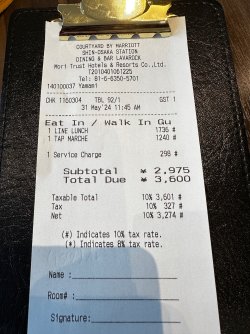 COURTYARD BY MARRIOTT
SHIN-OSAKA STATION
DINING & BAR LAVAROCK
Mori Trust Hotels & Resorts Co.,Ltd.
T2010401061225
Tel: 81-6-6350-5701
140100037 Yamami
CHK 1160304 TBL 92/1 GST 1
31 May'24 11:45 AM
Eat In / Walk In Gu
1 LINE LUNCH 1736 #
1 TAP MARCHE 1240 #
1 Service Charge 298 #
Subtotal ¥ 2,975
Total Due ¥ 3,600
Taxable Total 10% 3,601 #
Tax 10% 327 #
Net 10% 3,274 #
(#) Indicates 10% tax rate.
(*) Indicates 8% tax rate.
Name :
Room# :
Signature: